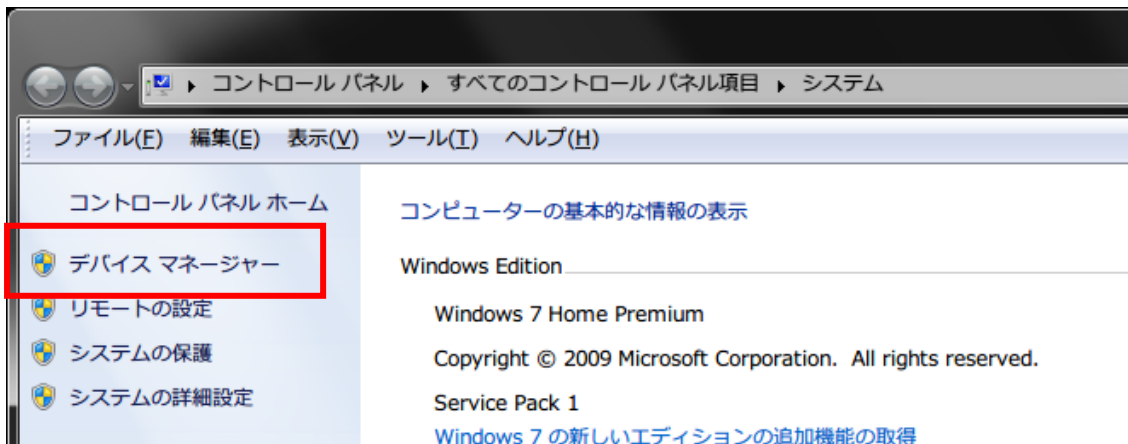 コントロール パネル ▸ すべてのコントロール パネル項目 ▸ システム
ファイル(F) 編集(E) 表示(V) ツール(T) ヘルプ(H)
コントロール パネル ホーム
デバイス マネージャー
リモートの設定
システムの保護
システムの詳細設定
コンピューターの基本的な情報の表示
Windows Edition
Windows 7 Home Premium
Copyright © 2009 Microsoft Corporation. All rights reserved.
Service Pack 1
Windows 7 の新しいエディションの追加機能の取得